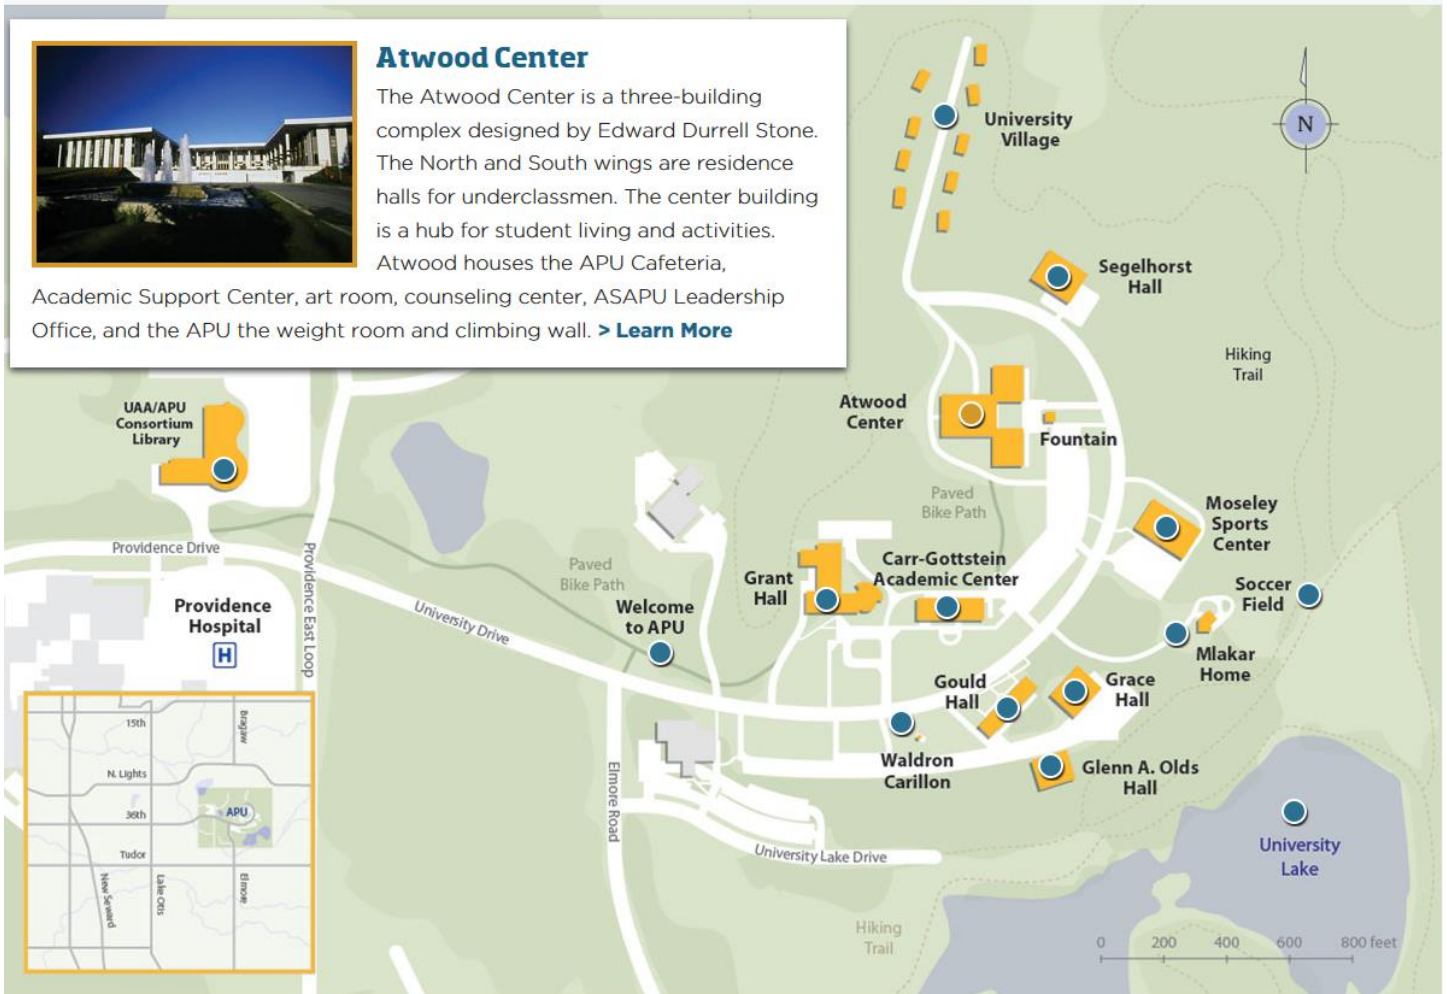 Atwood Center
The Atwood Center is a three-building
complex designed by Edward Durrell Stone.
The North and South wings are residence
halls for underclassmen. The center building
is a hub for student living and activities.
Atwood houses the APU Cafeteria,
Academic Support Center, art room, counseling center, ASAPU Leadership
Office, and the APU the weight room and climbing wall. > Learn More
University
Village
N
Segelhorst
Hall
Hiking
Trail
Atwood
Center
Fountain
UAA/APU
Consortium
Library
Paved
Bike Path
Moseley
Sports
Center
Providence Drive
Providence East Loop
Paved
Bike Path
Grant
Hall
Carr-Gottstein
Academic Center
Soccer
Field
Providence
Hospital
H
University Drive
Welcome
to APU
Mlakar
Home
Gould
Hall
Grace
Hall
Waldron
Carillon
Glenn A. Olds
Hall
Elmore Road
University Lake Drive
University
Lake
Hiking
Trail
0 200 400 600 800 feet
15th
Bragaw
N. Lights
36th
APU
Tudor
New Seward
Lake Otis
Elmore